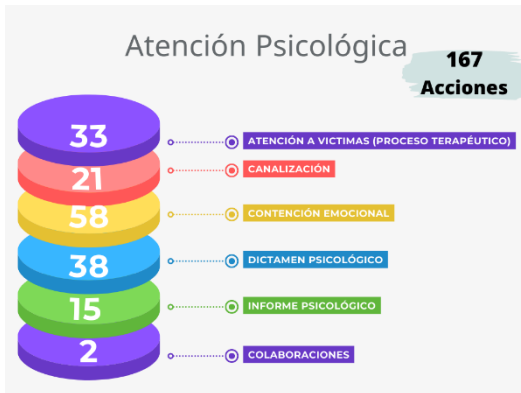 Atención Psicológica
167
Acciones
33
ATENCIÓN A VICTIMAS (PROCESO TERAPÉUTICO)
21
CANALIZACIÓN
58
CONTENCIÓN EMOCIONAL
38
DICTAMEN PSICOLÓGICO
15
INFORME PSICOLÓGICO
2
COLABORACIONES